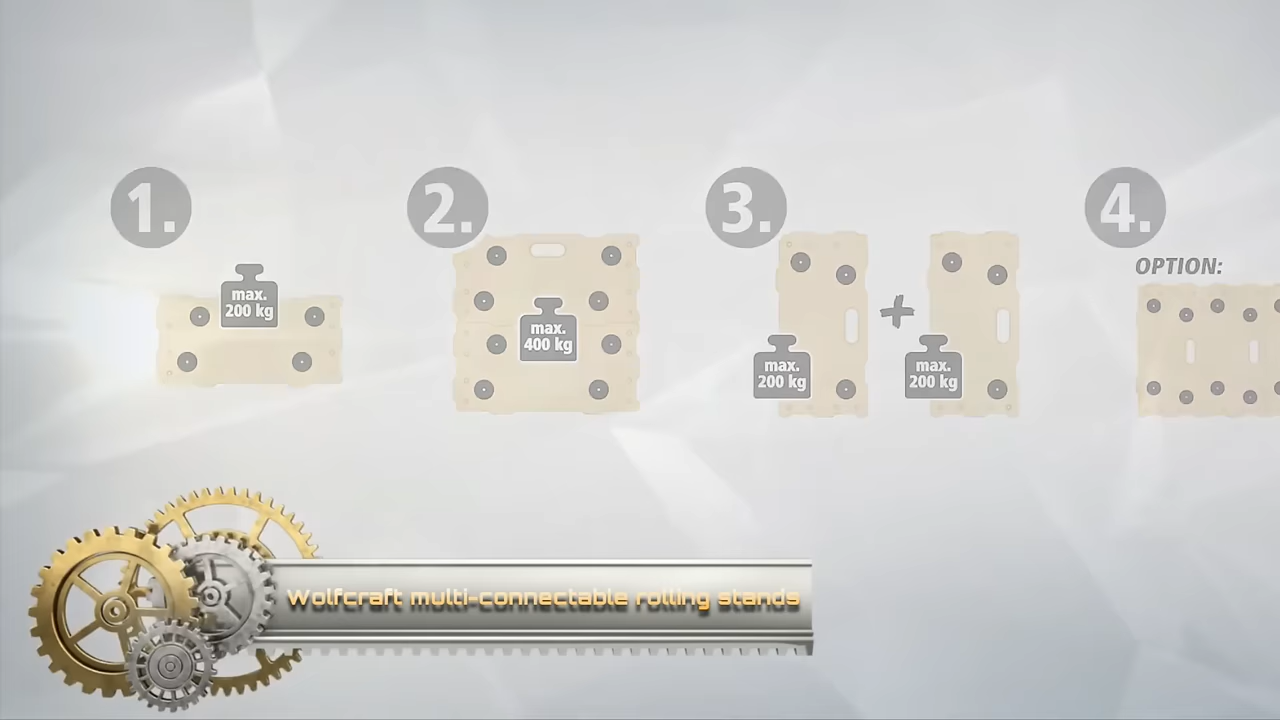 1.
max.
200 kg
2.
max.
400 kg
3.
max.
200 kg
+
max.
200 kg
4.
OPTION:
Wolfcraft multi-connectable rolling stands